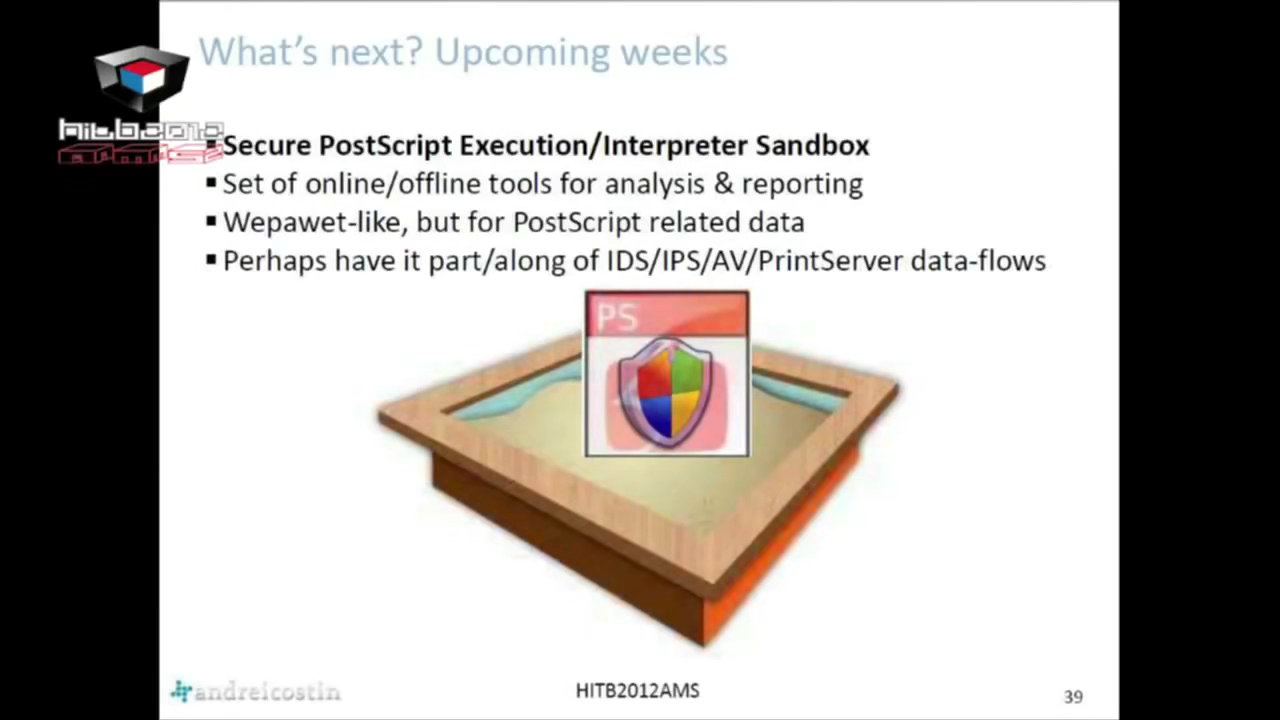 What's next? Upcoming weeks
hitb2012
AMS
▪ Secure PostScript Execution/Interpreter Sandbox
▪ Set of online/offline tools for analysis & reporting
▪ Wepawet-like, but for PostScript related data
▪ Perhaps have it part/along of IDS/IPS/AV/PrintServer data-flows
PS
andreicostin
HITB2012AMS
39